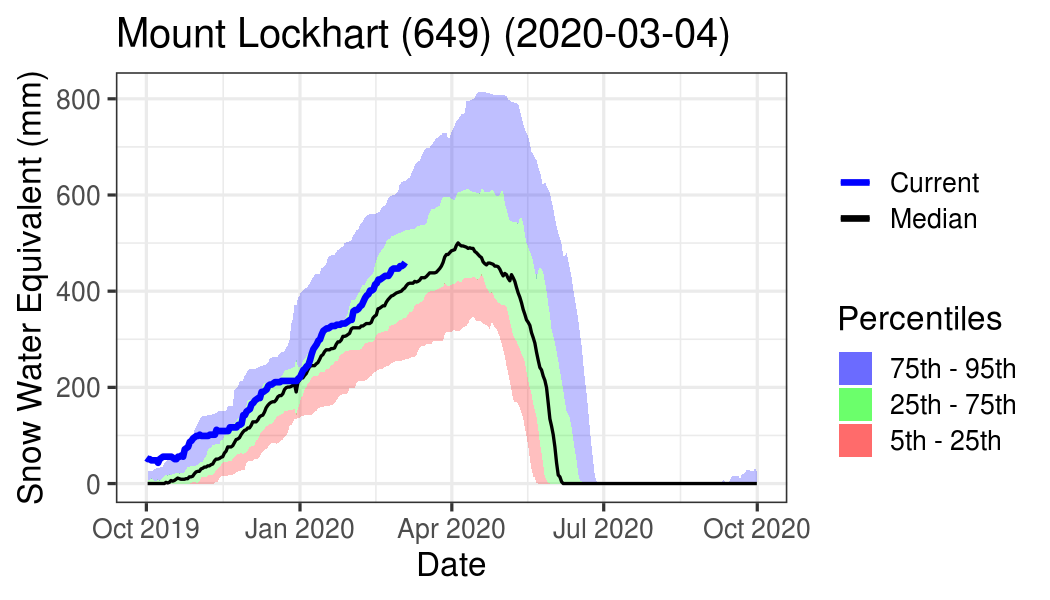 Mount Lockhart (649) (2020-03-04)
Snow Water Equivalent (mm)
800
600
400
200
0
Oct 2019
Jan 2020
Apr 2020
Jul 2020
Oct 2020
Date
Current
Median
Percentiles
75th - 95th
25th - 75th
5th - 25th